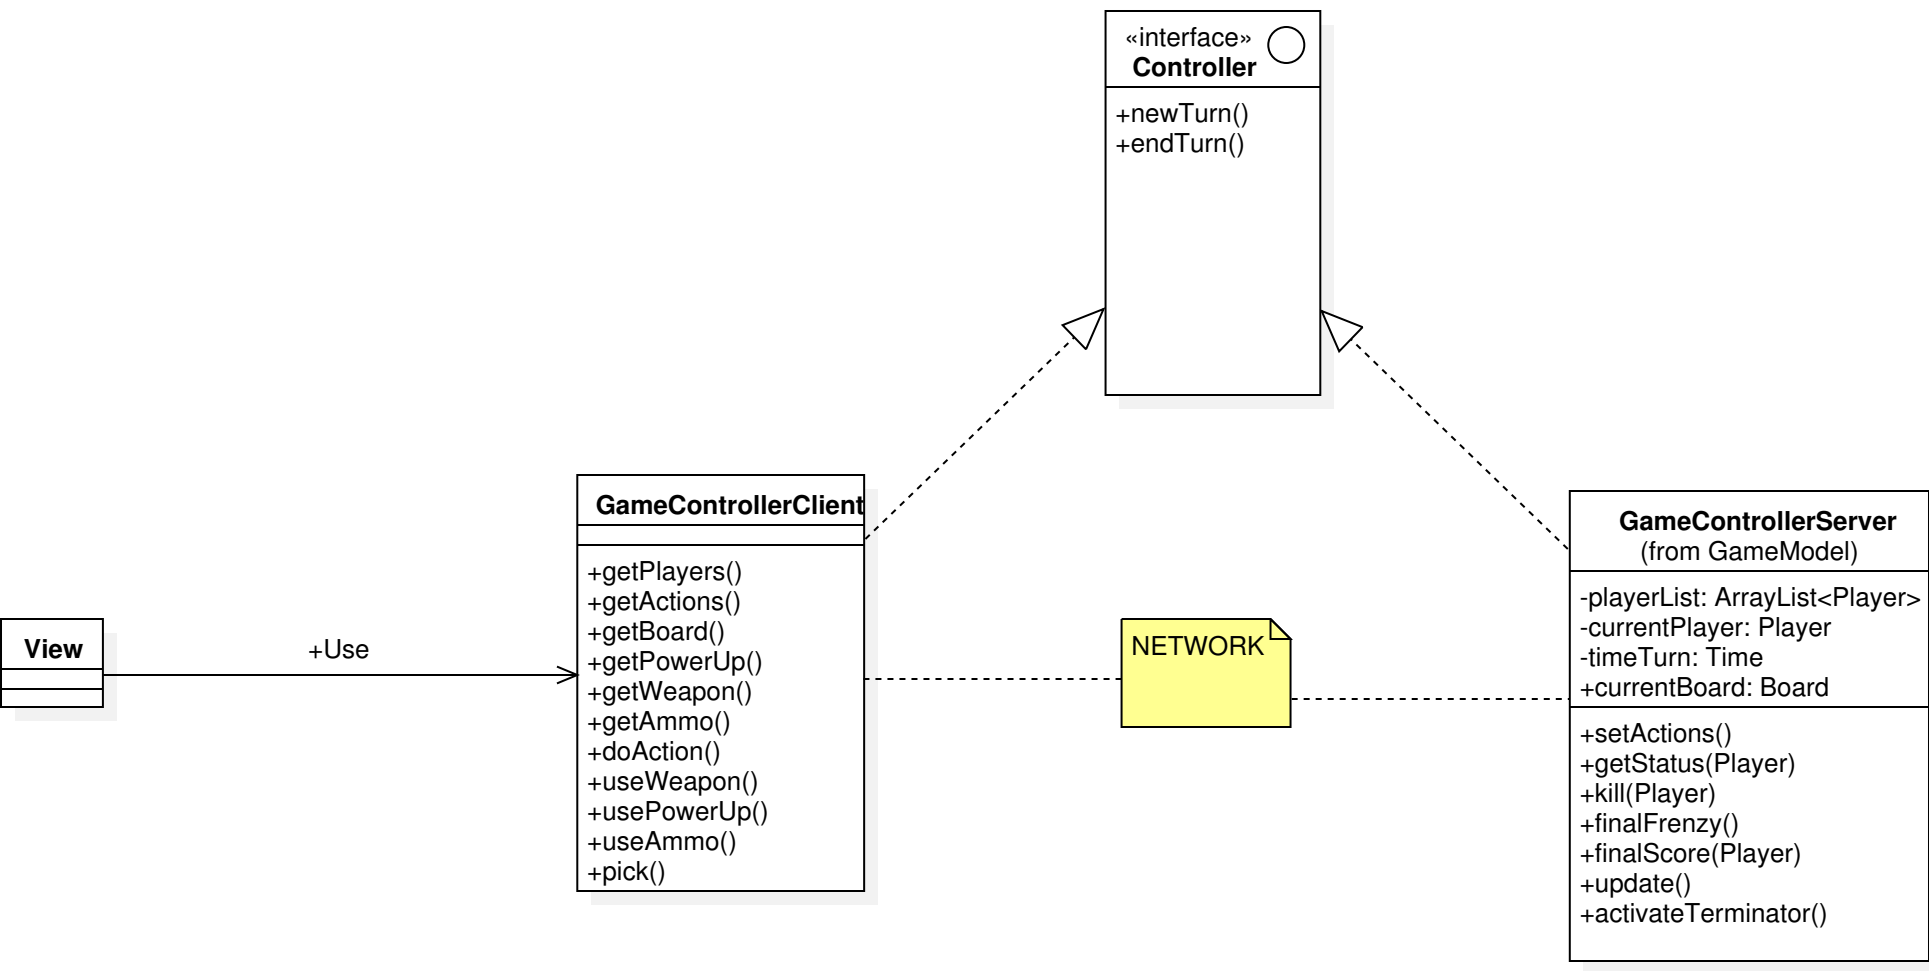 «interface»
Controller
+newTurn()
+endTurn()
GameControllerClient
+getPlayers()
+getActions()
+getBoard()
+getPowerUp()
+getWeapon()
+getAmmo()
+doAction()
+useWeapon()
+usePowerUp()
+useAmmo()
+pick()
View
+Use
NETWORK
GameControllerServer
(from GameModel)
-playerList: ArrayList<Player>
-currentPlayer: Player
-timeTurn: Time
+currentBoard: Board
+setActions()
+getStatus(Player)
+kill(Player)
+finalFrenzy()
+finalScore(Player)
+update()
+activateTerminator()